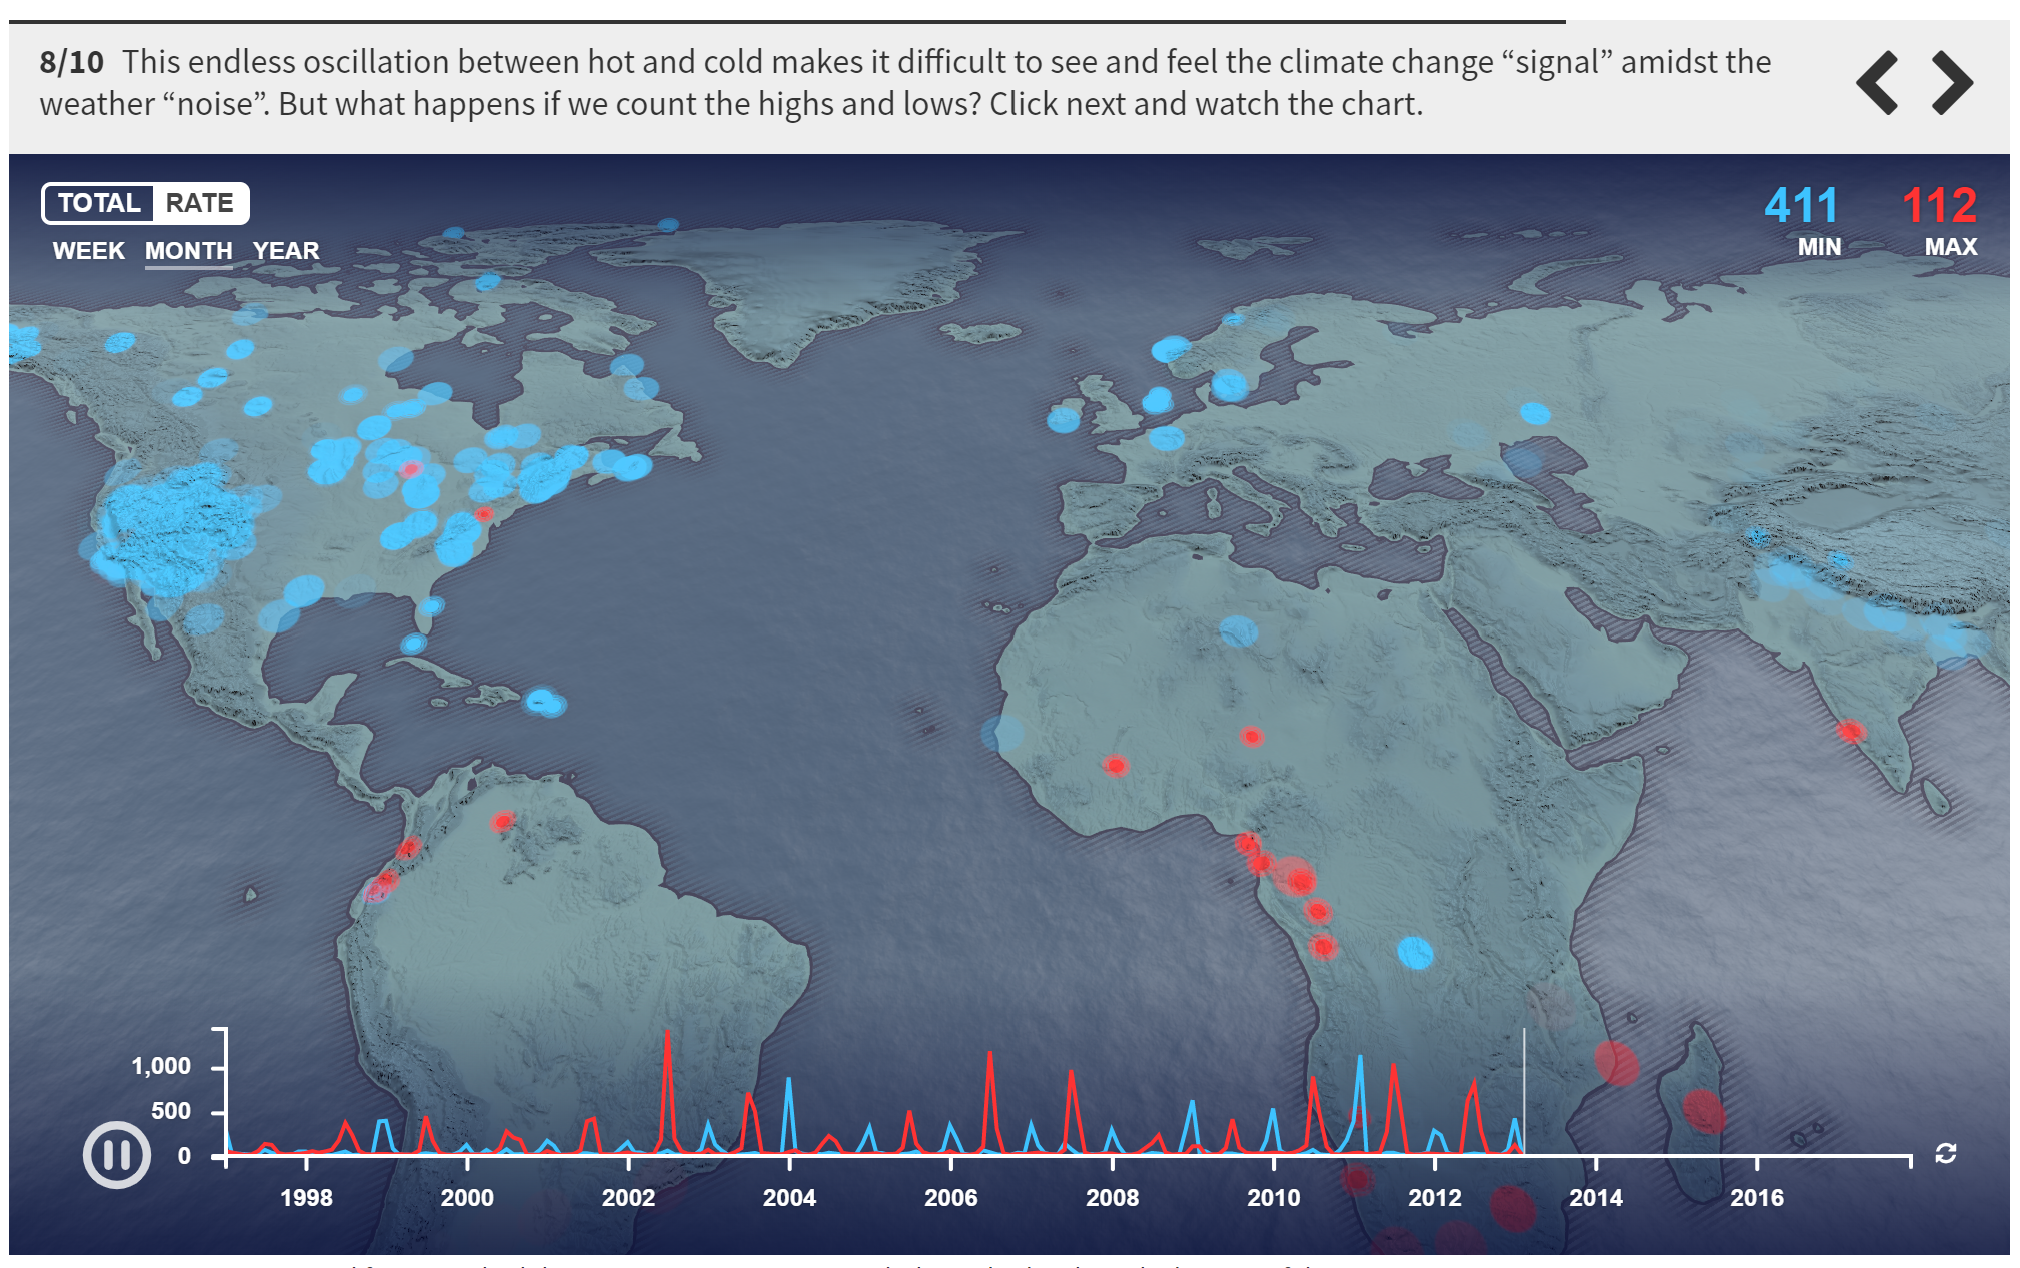 8/10 This endless oscillation between hot and cold makes it difficult to see and feel the climate change “signal” amidst the
weather “noise”. But what happens if we count the highs and lows? Click next and watch the chart.
TOTAL RATE
WEEK MONTH YEAR
411 112
MIN MAX
1,000
500
0
1998 2000 2002 2004 2006 2008 2010 2012 2014 2016